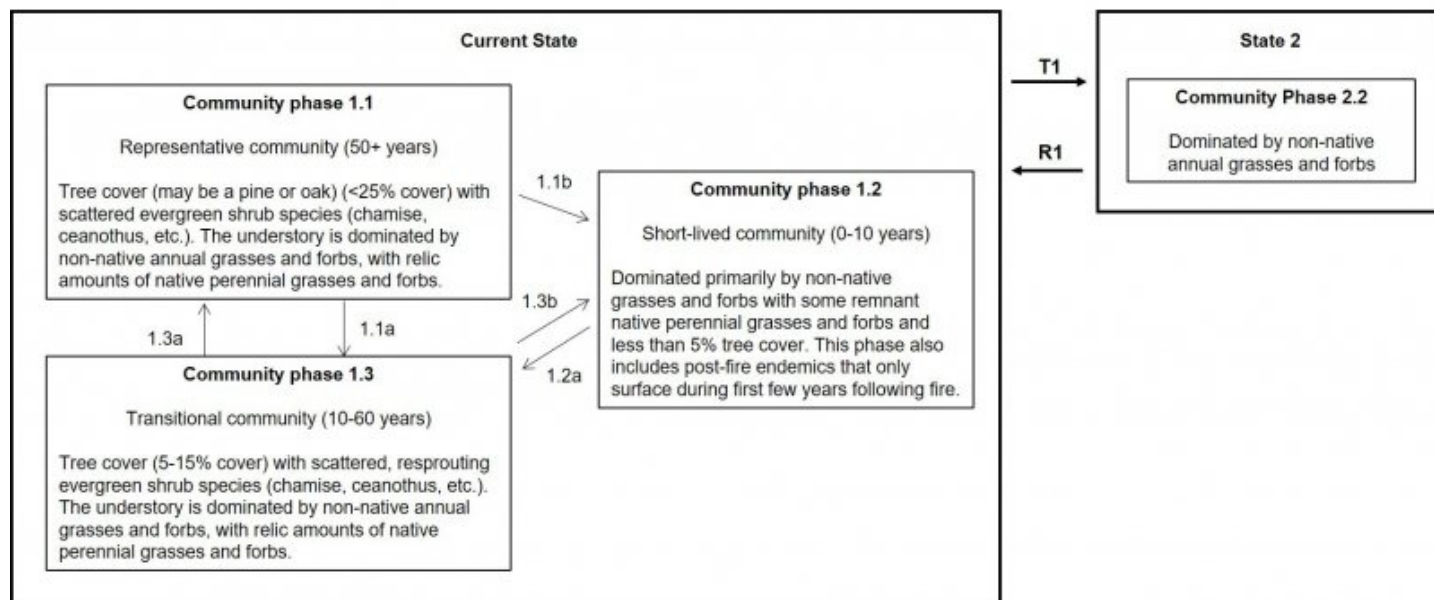 Current State
Community phase 1.1
Representative community (50+ years)
Tree cover (may be a pine or oak) (<25% cover) with
scattered evergreen shrub species (chamise,
ceanothus, etc.). The understory is dominated by
non-native annual grasses and forbs, with relic
amounts of native perennial grasses and forbs.
1.1b
1.3a
1.1a
1.3b
1.2a
Community phase 1.2
Short-lived community (0-10 years)
Dominated primarily by non-native
grasses and forbs with some remnant
native perennial grasses and forbs and
less than 5% tree cover. This phase also
includes post-fire endemics that only
surface during first few years following fire.
Community phase 1.3
Transitional community (10-60 years)
Tree cover (5-15% cover) with scattered, resprouting
evergreen shrub species (chamise, ceanothus, etc.).
The understory is dominated by non-native annual
grasses and forbs, with relic amounts of native
perennial grasses and forbs.
T1
R1
State 2
Community Phase 2.2
Dominated by non-native
annual grasses and forbs